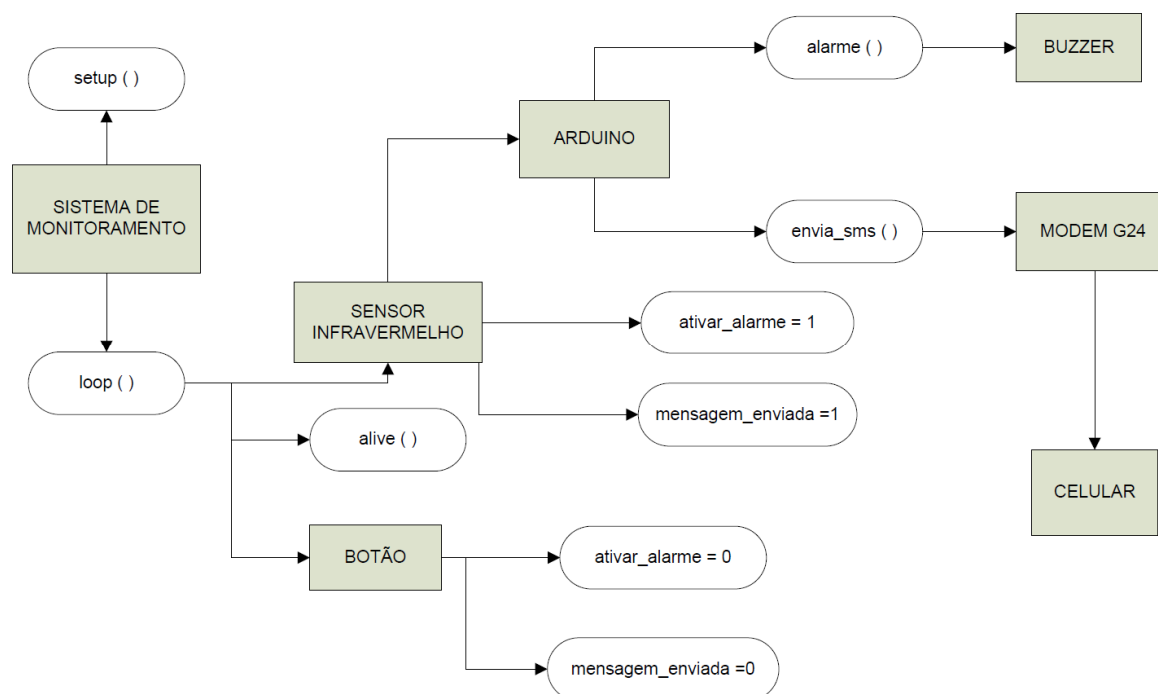 alarme ( )
BUZZER
setup ( )
ARDUINO
SISTEMA DE
MONITORAMENTO
envia_sms ( )
MODEM G24
SENSOR
INFRAVERMELHO
ativar_alarme = 1
loop ( )
mensagem_enviada =1
alive ( )
CELULAR
BOTÃO
ativar_alarme = 0
mensagem_enviada =0